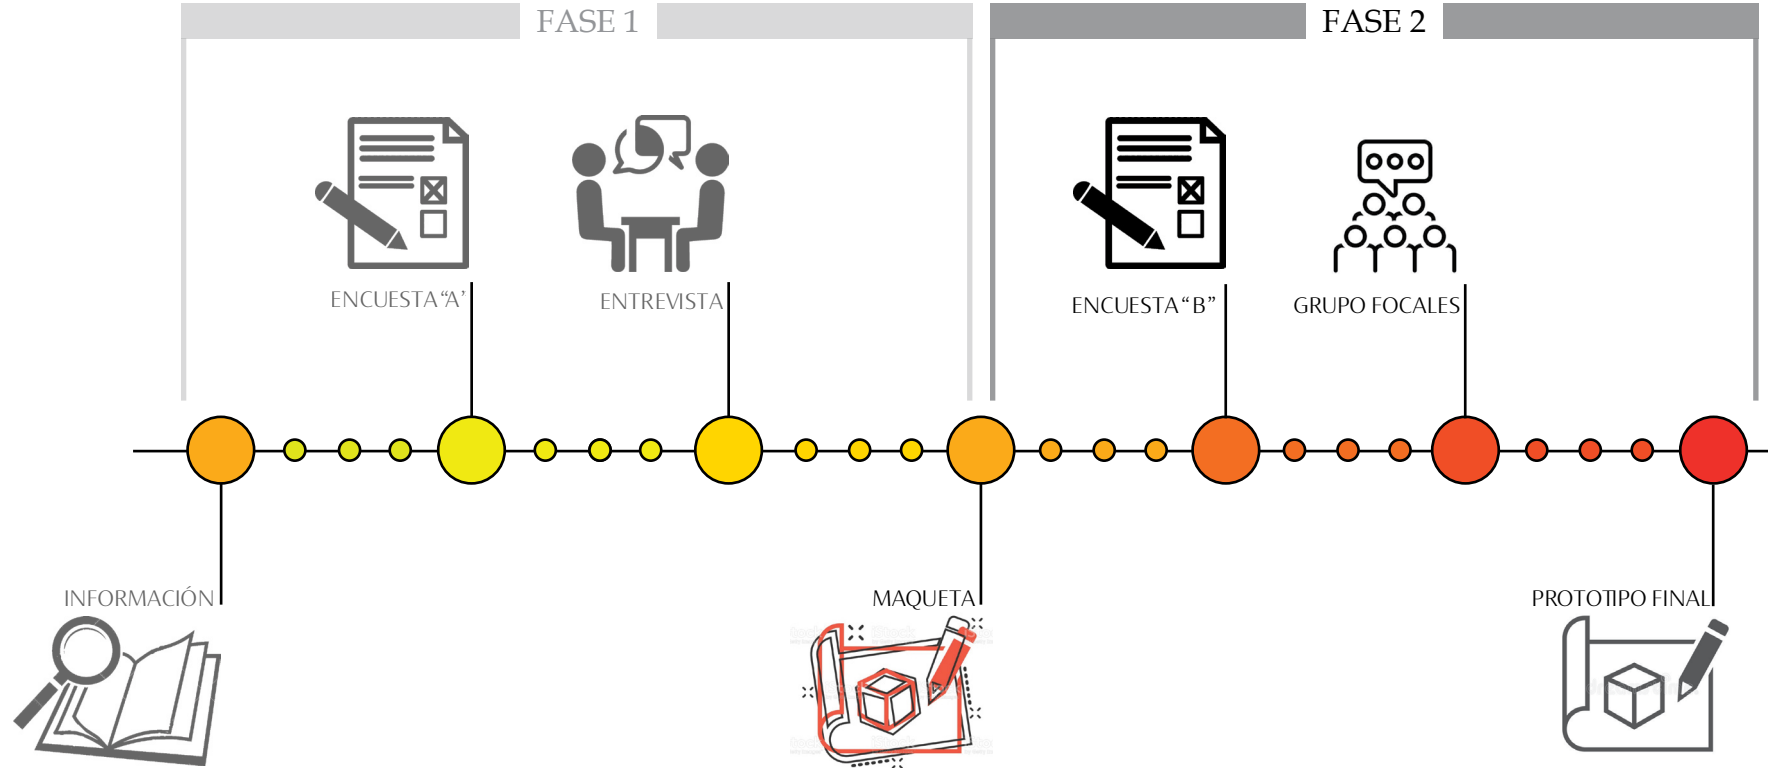 FASE 1
FASE 2
ENCUESTA “A’
ENTREVISTA
ENCUESTA “B”
GRUPO FOCALES
INFORMACIÓN
MAQUETA
PROTOTIPO FINAL